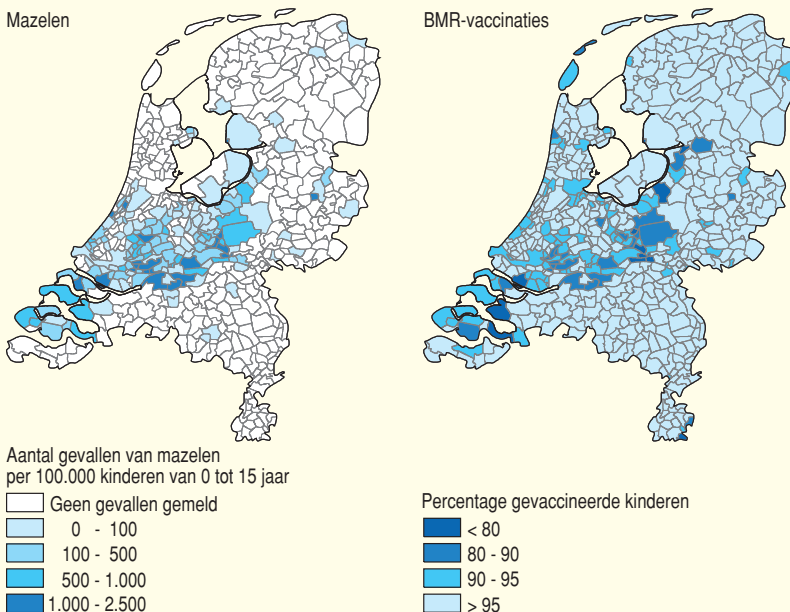 Mazelen
Aantal gevallen van mazelen
per 100.000 kinderen van 0 tot 15 jaar
Geen gevallen gemeld
0 - 100
100 - 500
500 - 1.000
1.000 - 2.500
BMR-vaccinaties
Percentage gevaccineerde kinderen
< 80
80 - 90
90 - 95
> 95